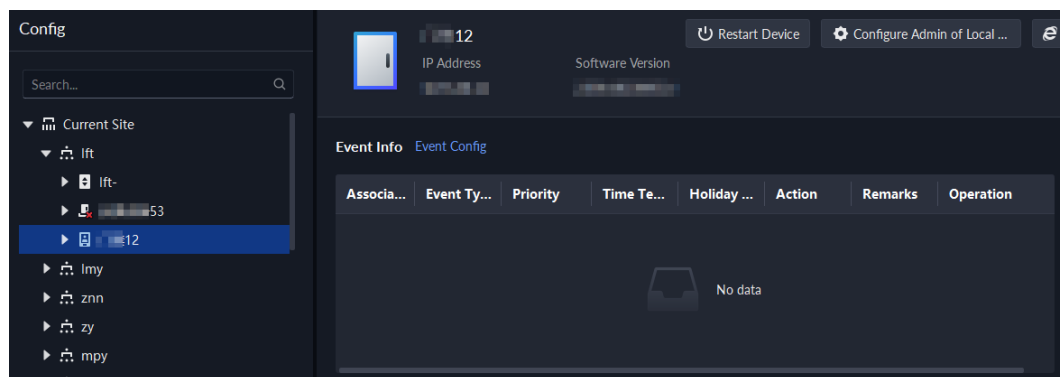 Config
Search...
Current Site
lft
lft-
53
12
lmy
znn
zy
mpy
12
Restart Device
Configure Admin of Local ...
IP Address
Software Version
Event Info Event Config
Associa... Event Ty... Priority Time Te... Holiday ... Action Remarks Operation
No data